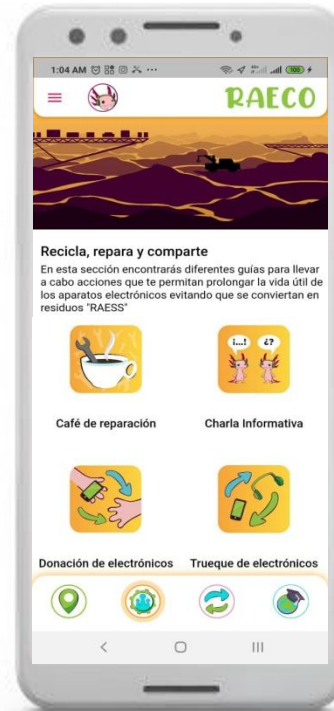 1:04 AM
100
RAECO
Recicla, repara y comparte
En esta sección encontrarás diferentes guías para llevar
a cabo acciones que te permitan prolongar la vida útil de
los aparatos electrónicos evitando que se conviertan en
residuos "RAESS"
¡...! ¿?
Café de reparación Charla Informativa
Donación de electrónicos Trueque de electrónicos